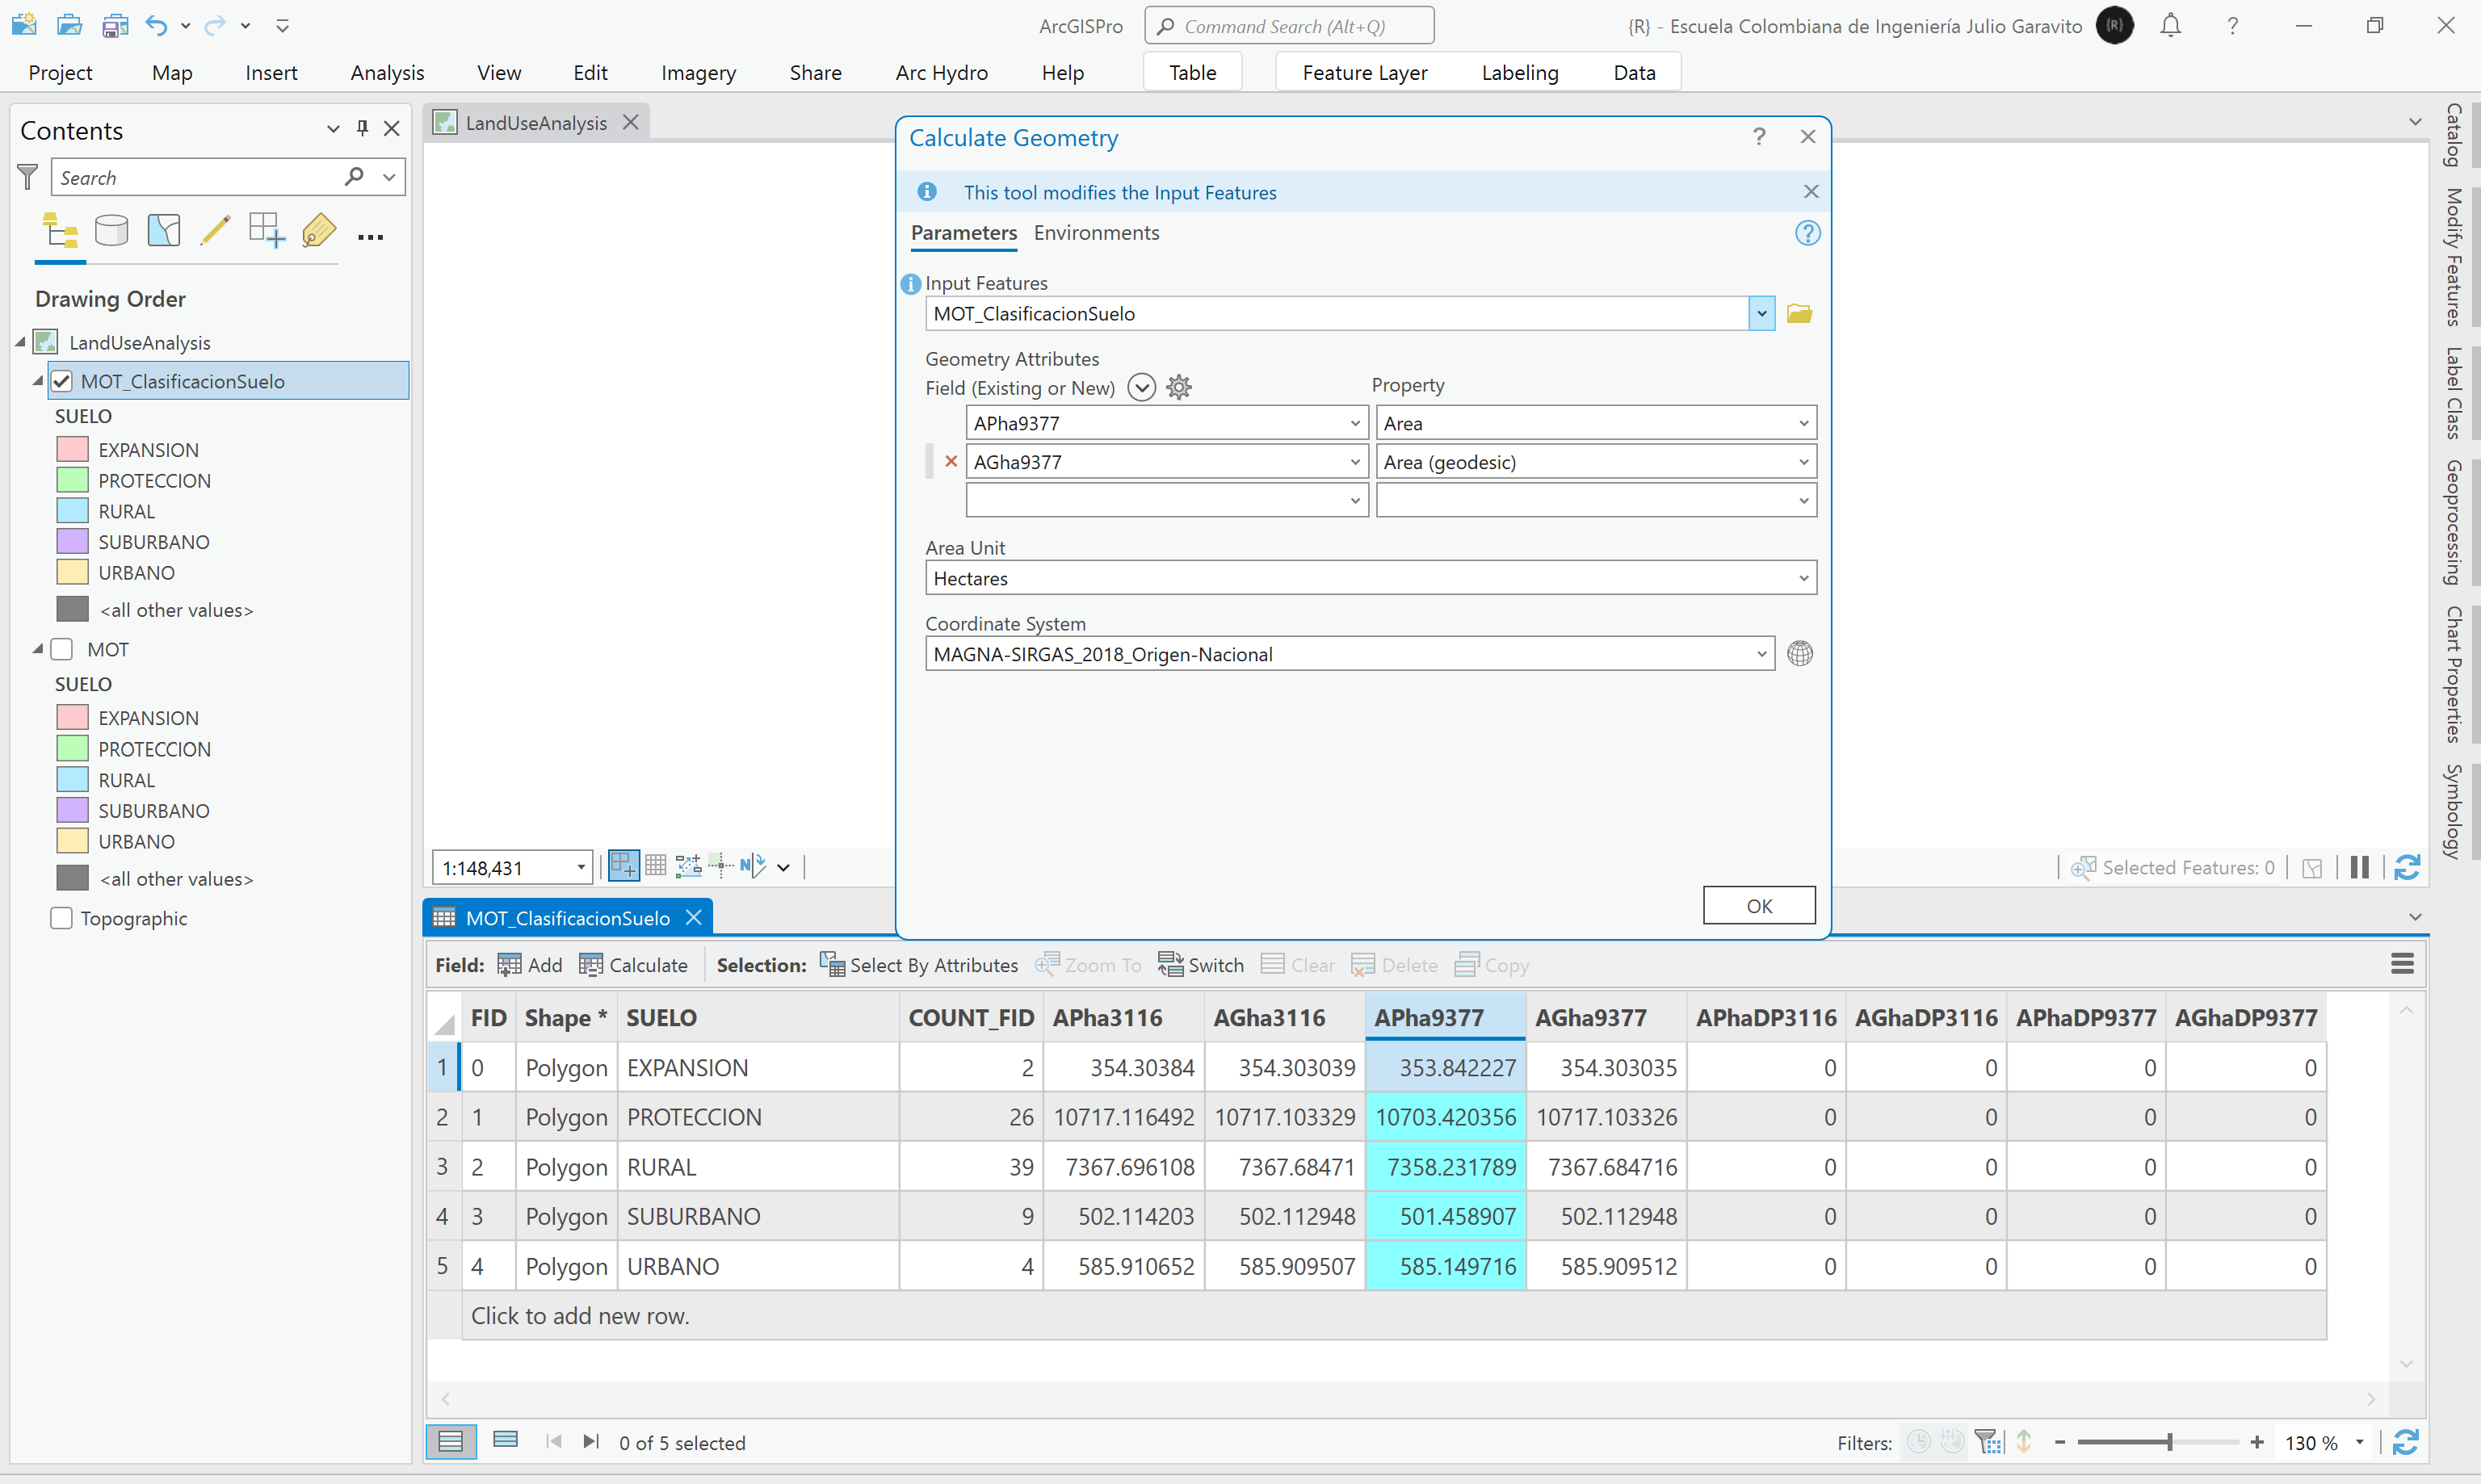 ArcGISPro
Command Search (Alt+Q)
{R} - Escuela Colombiana de Ingeniería Julio Garavito
{R}
?
Project Map Insert Analysis View Edit Imagery Share Arc Hydro Help Table Feature Layer Labeling Data
Contents
Search
Drawing Order
LandUseAnalysis
MOT_ClasificacionSuelo
SUELO
EXPANSION
PROTECCION
RURAL
SUBURBANO
URBANO
<all other values>
MOT
SUELO
EXPANSION
PROTECCION
RURAL
SUBURBANO
URBANO
<all other values>
Topographic
LandUseAnalysis
Calculate Geometry
?
This tool modifies the Input Features
Parameters Environments
Input Features
MOT_ClasificacionSuelo
Geometry Attributes
Field (Existing or New) Property
APha9377 Area
AGha9377 Area (geodesic)
Area Unit
Hectares
Coordinate System
MAGNA-SIRGAS_2018_Origen-Nacional
OK
1:148,431
N
Selected Features: 0
Catalog
Modify Features
Label Class
Geoprocessing
Chart Properties
Symbology
MOT_ClasificacionSuelo
Field: Add Calculate Selection: Select By Attributes Zoom To Switch Clear Delete Copy
FID Shape * SUELO COUNT_FID APha3116 AGha3116 APha9377 AGha9377 APhaDP3116 AGhaDP3116 APhaDP9377 AGhaDP9377
1 0 Polygon EXPANSION 2 354.30384 354.303039 353.842227 354.303035 0 0 0 0
2 1 Polygon PROTECCION 26 10717.116492 10717.103329 10703.420356 10717.103326 0 0 0 0
3 2 Polygon RURAL 39 7367.696108 7367.68471 7358.231789 7367.684716 0 0 0 0
4 3 Polygon SUBURBANO 9 502.114203 502.112948 501.458907 502.112948 0 0 0 0
5 4 Polygon URBANO 4 585.910652 585.909507 585.149716 585.909512 0 0 0 0
Click to add new row.
0 of 5 selected
Filters:
130 %